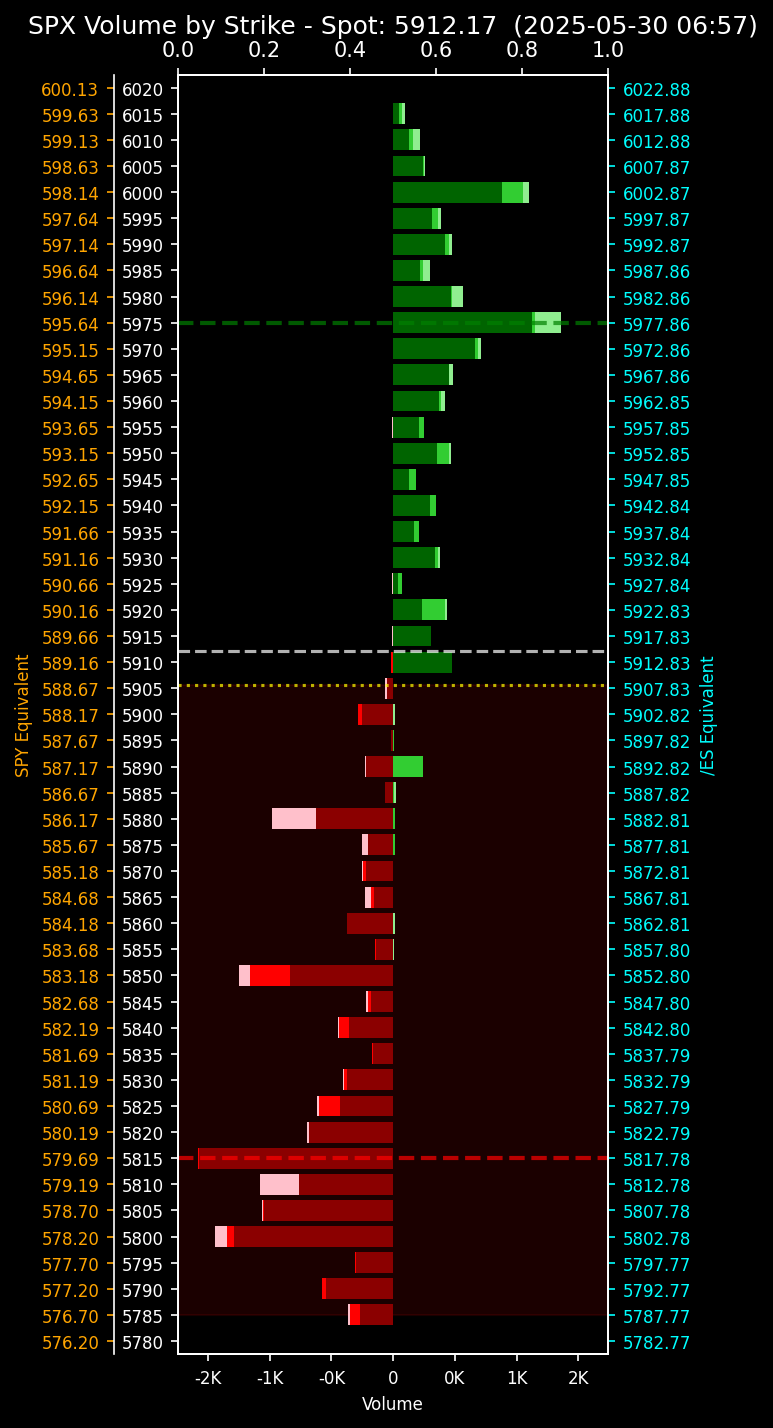 SPX Volume by Strike - Spot: 5912.17 (2025-05-30 06:57)
0.0 0.2 0.4 0.6 0.8 1.0
600.13 6020 6022.88
599.63 6015 6017.88
599.13 6010 6012.88
598.63 6005 6007.87
598.14 6000 6002.87
597.64 5995 5997.87
597.14 5990 5992.87
596.64 5985 5987.86
596.14 5980 5982.86
595.64 5975 5977.86
595.15 5970 5972.86
594.65 5965 5967.86
594.15 5960 5962.85
593.65 5955 5957.85
593.15 5950 5952.85
592.65 5945 5947.85
592.15 5940 5942.84
591.66 5935 5937.84
591.16 5930 5932.84
590.66 5925 5927.84
590.16 5920 5922.83
589.66 5915 5917.83
589.16 5910 5912.83
588.67 5905 5907.83
588.17 5900 5902.82
587.67 5895 5897.82
587.17 5890 5892.82
586.67 5885 5887.82
586.17 5880 5882.81
585.67 5875 5877.81
585.18 5870 5872.81
584.68 5865 5867.81
584.18 5860 5862.81
583.68 5855 5857.80
583.18 5850 5852.80
582.68 5845 5847.80
582.19 5840 5842.80
581.69 5835 5837.79
581.19 5830 5832.79
580.69 5825 5827.79
580.19 5820 5822.79
579.69 5815 5817.78
579.19 5810 5812.78
578.70 5805 5807.78
578.20 5800 5802.78
577.70 5795 5797.77
577.20 5790 5792.77
576.70 5785 5787.77
576.20 5780 5782.77
SPY Equivalent
/ES Equivalent
-2K -1K -0K 0 0K 1K 2K
Volume